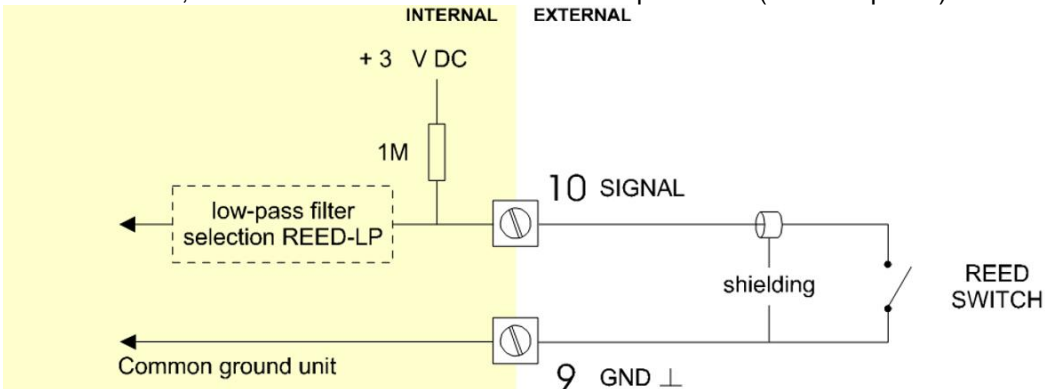 INTERNAL EXTERNAL
+ 3 V DC
1M
10 SIGNAL
low-pass filter
selection REED-LP
shielding
REED
SWITCH
Common ground unit
9 GND ⊥